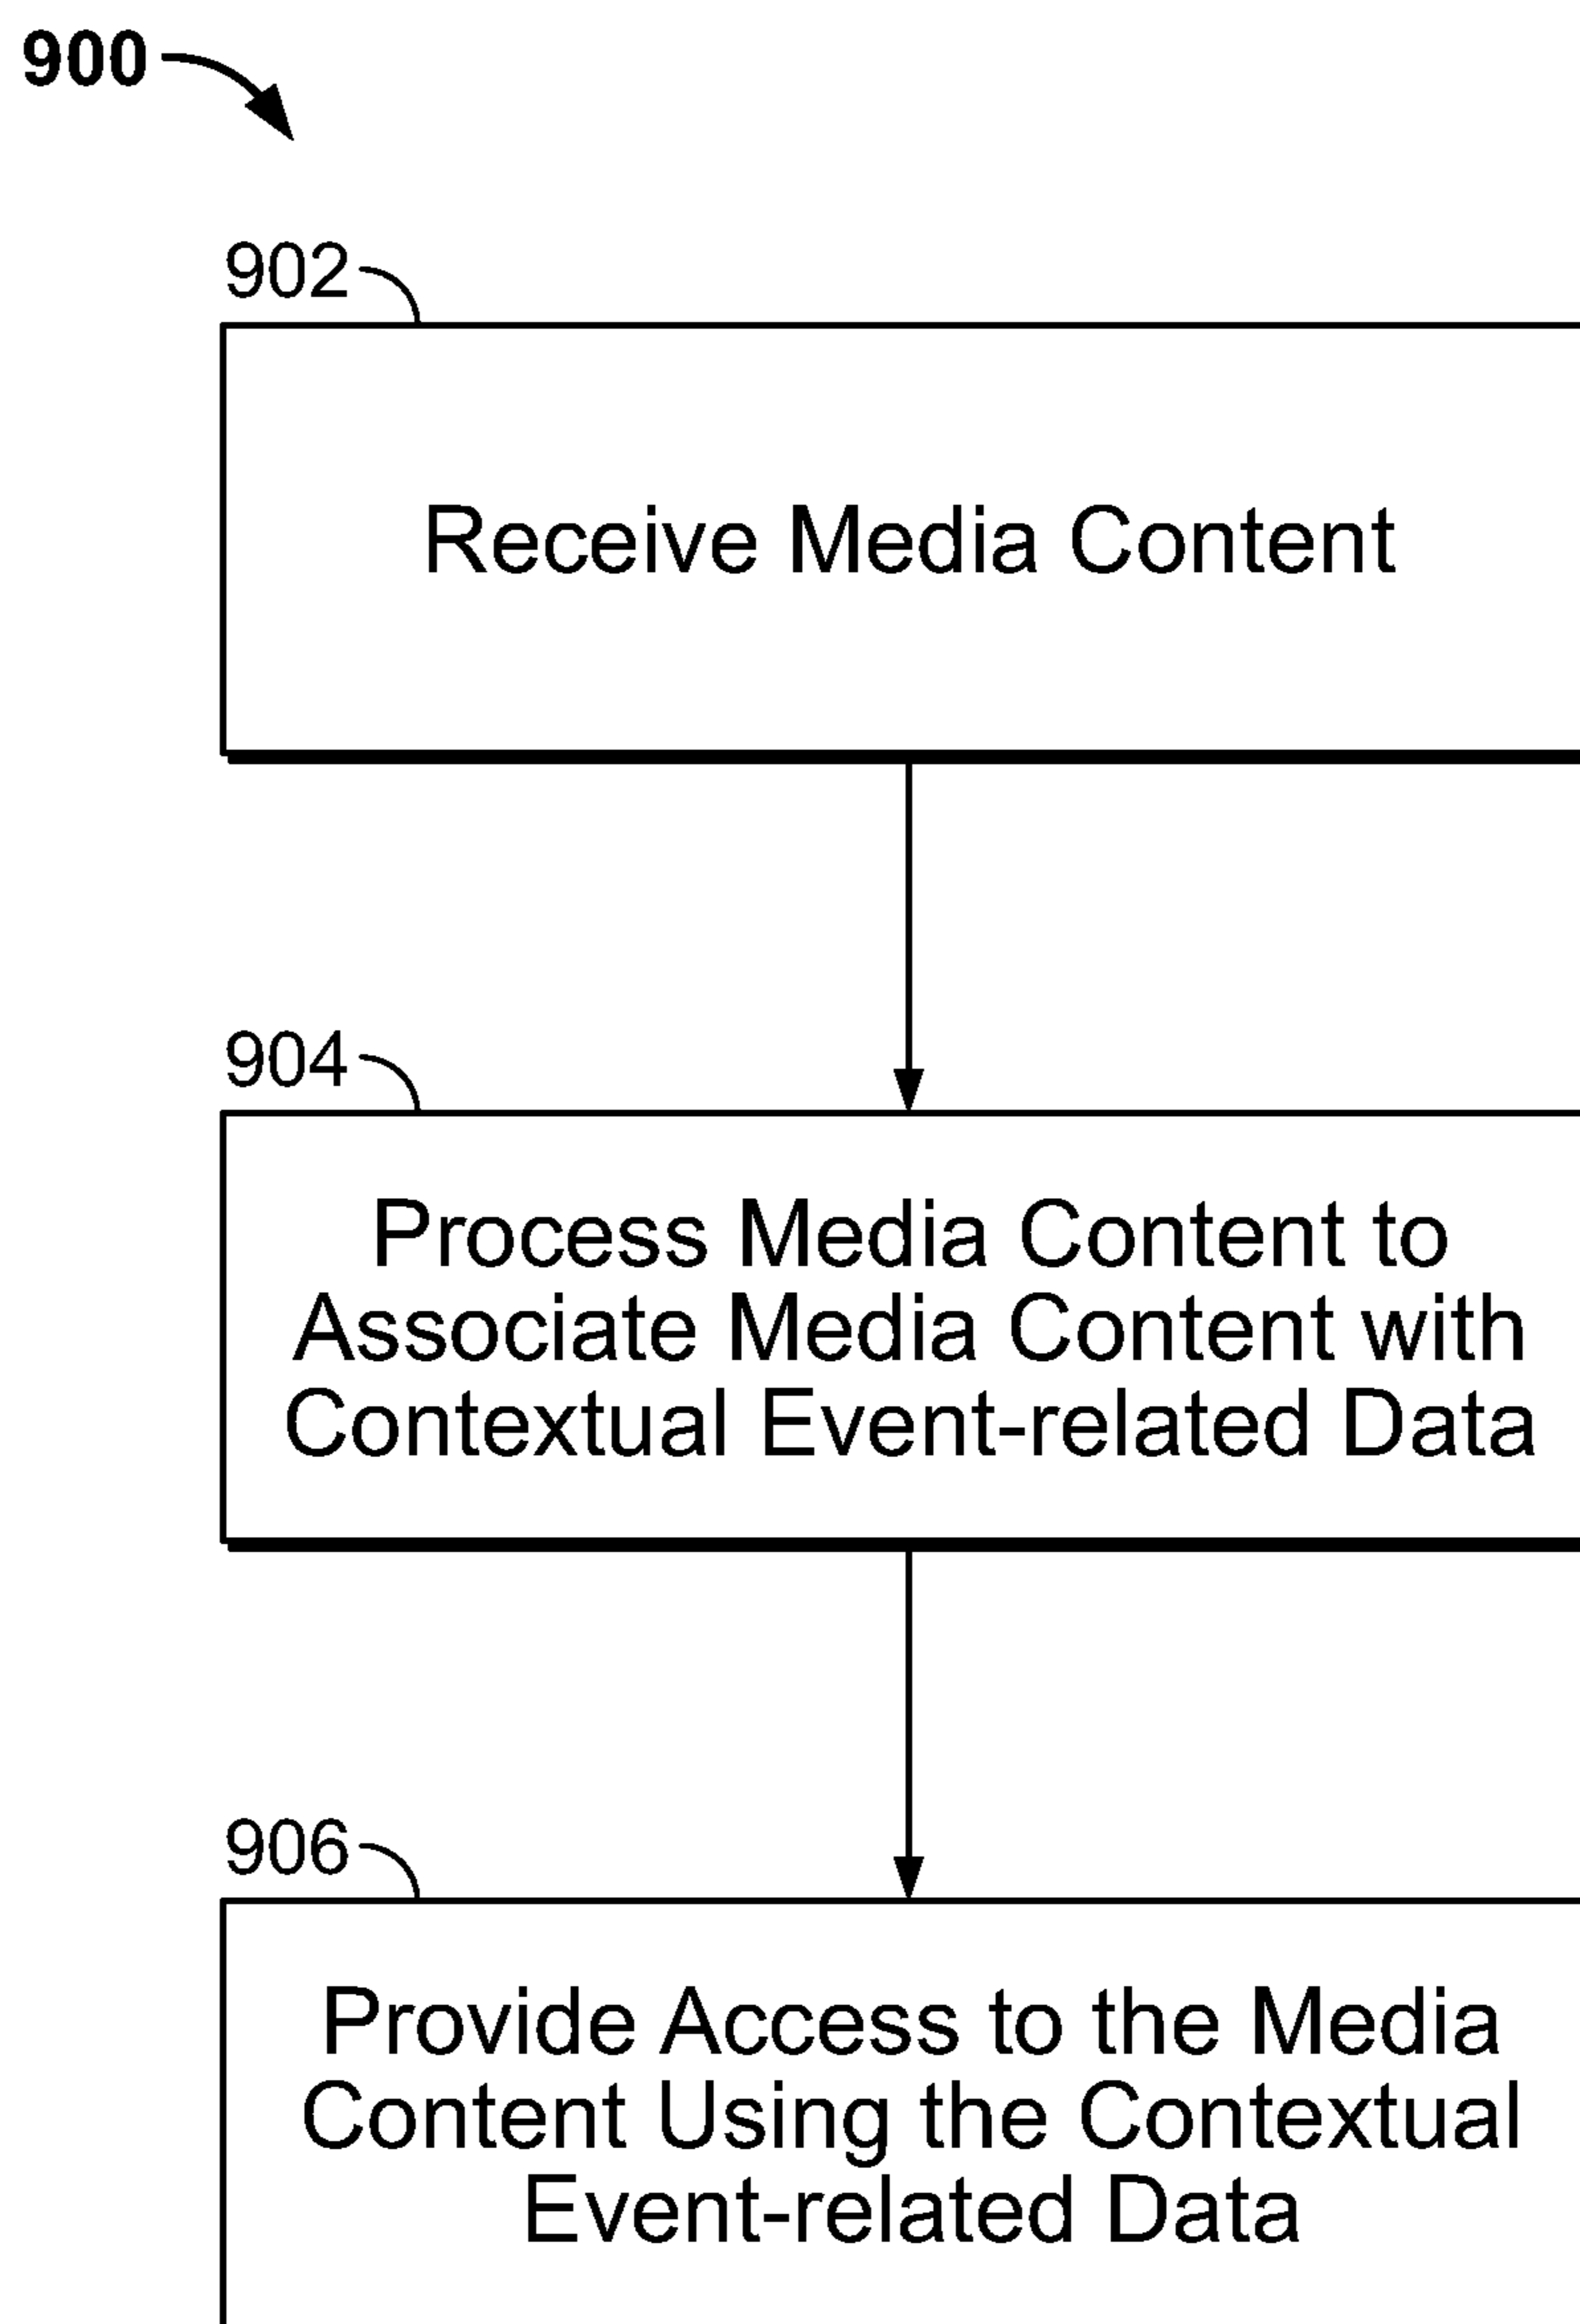 900
902
Receive Media Content
904
Process Media Content to
Associate Media Content with
Contextual Event-related Data
906
Provide Access to the Media
Content Using the Contextual
Event-related Data